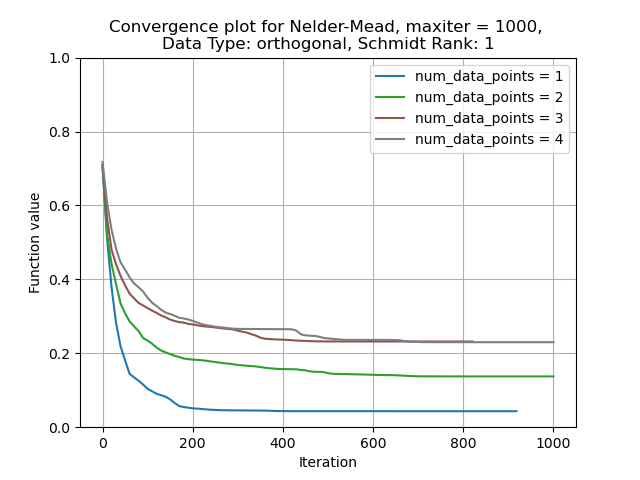 Convergence plot for Nelder-Mead, maxiter = 1000,
Data Type: orthogonal, Schmidt Rank: 1
1.0
0.8
0.6
0.4
0.2
0.0
Function value
num_data_points = 1
num_data_points = 2
num_data_points = 3
num_data_points = 4
0 200 400 600 800 1000
Iteration